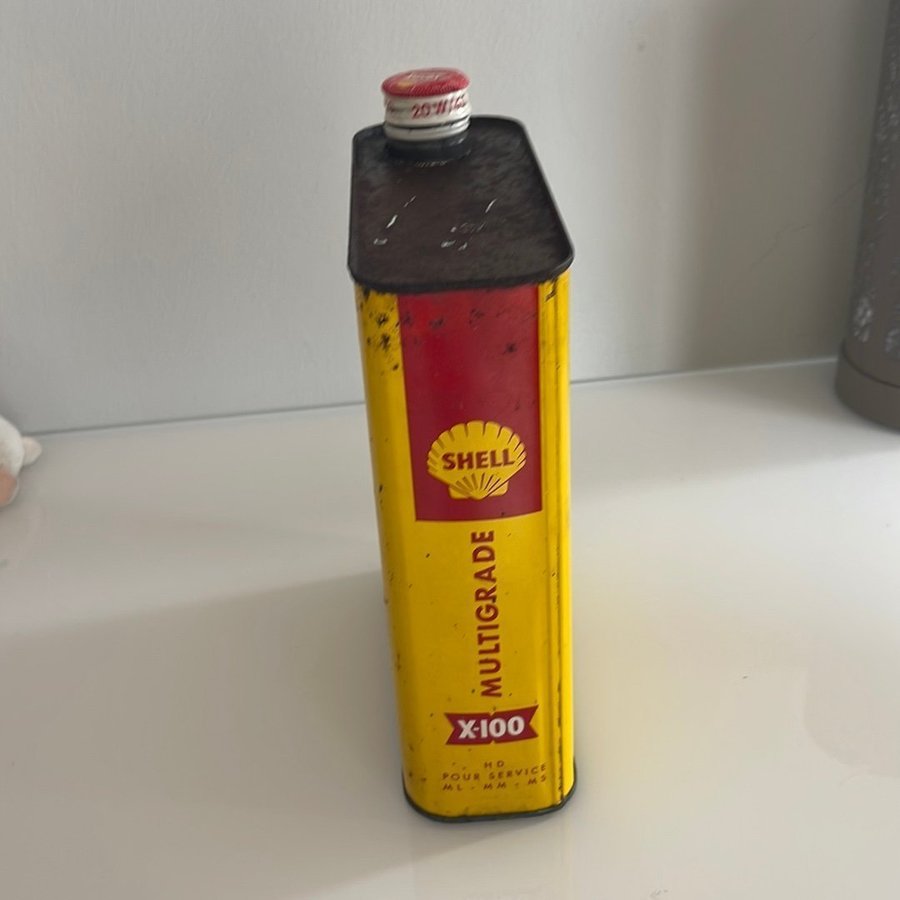 20W/
SHELL
MULTIGRADE
X-100
HD
POUR SERVICE
ML - MM - MS